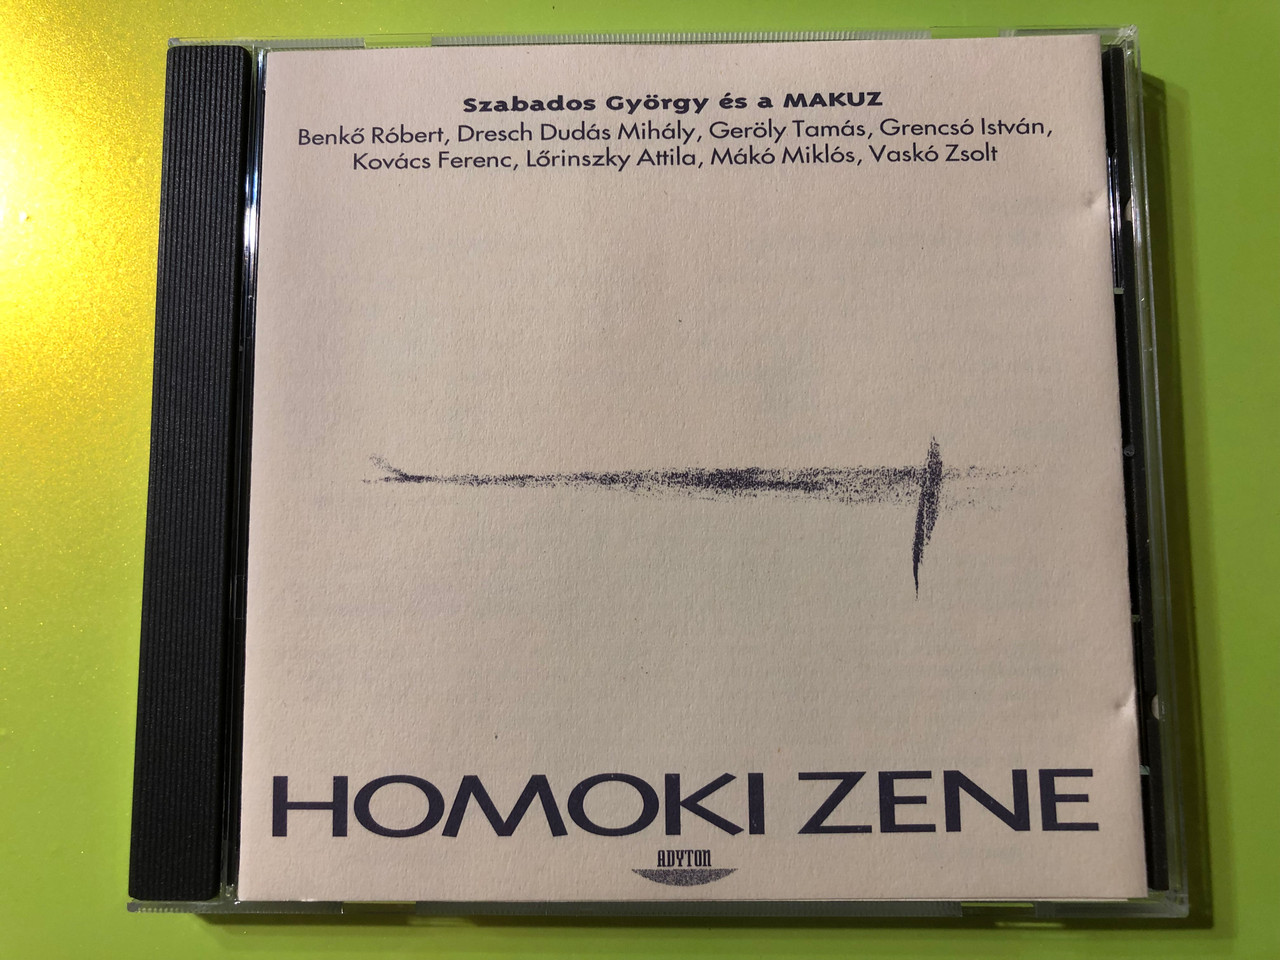 Szabados György és a MAKUZ
Benkő Róbert, Dresch Dudás Mihály, Geröly Tamás, Grencsó István,
Kovács Ferenc, Lőrinszky Attila, Mákó Miklós, Vaskó Zsolt
HOMOKI ZENE
ADYTON